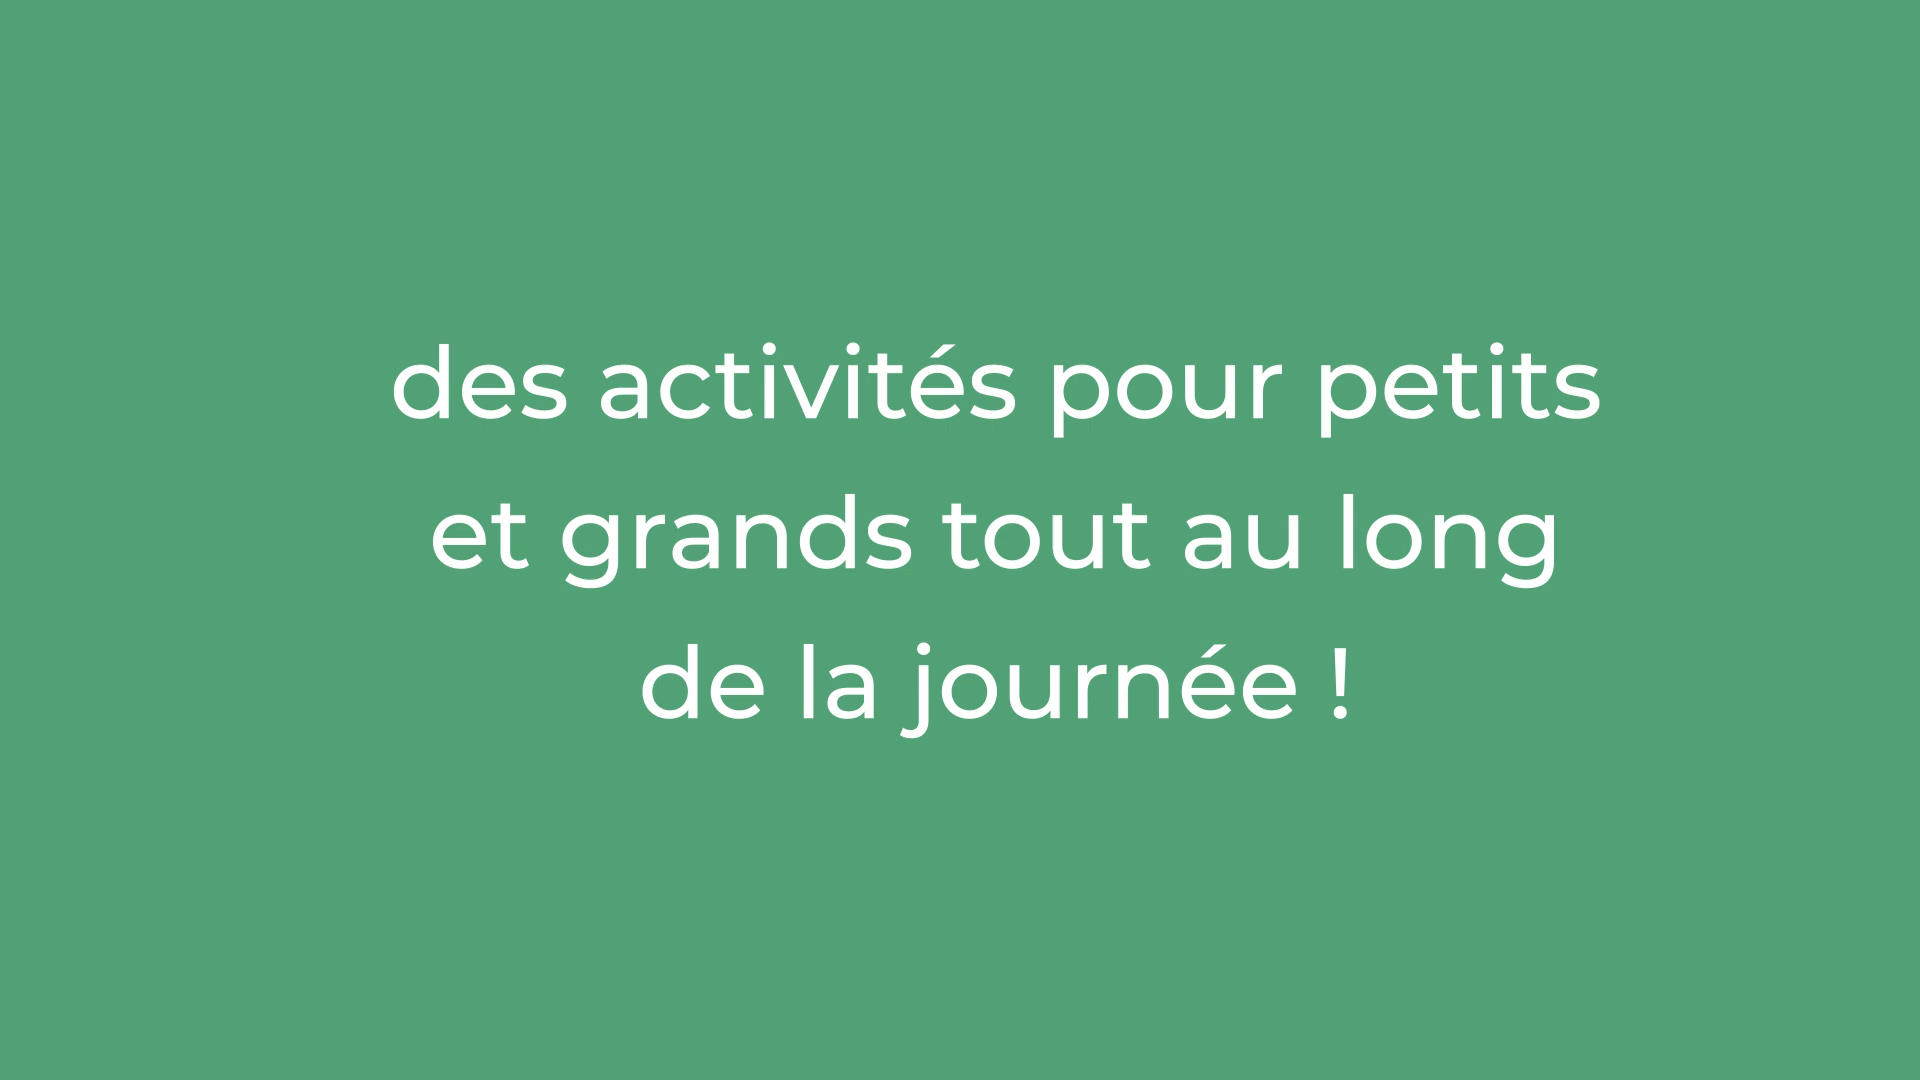 des activités pour petits
et grands tout au long
de la journée !